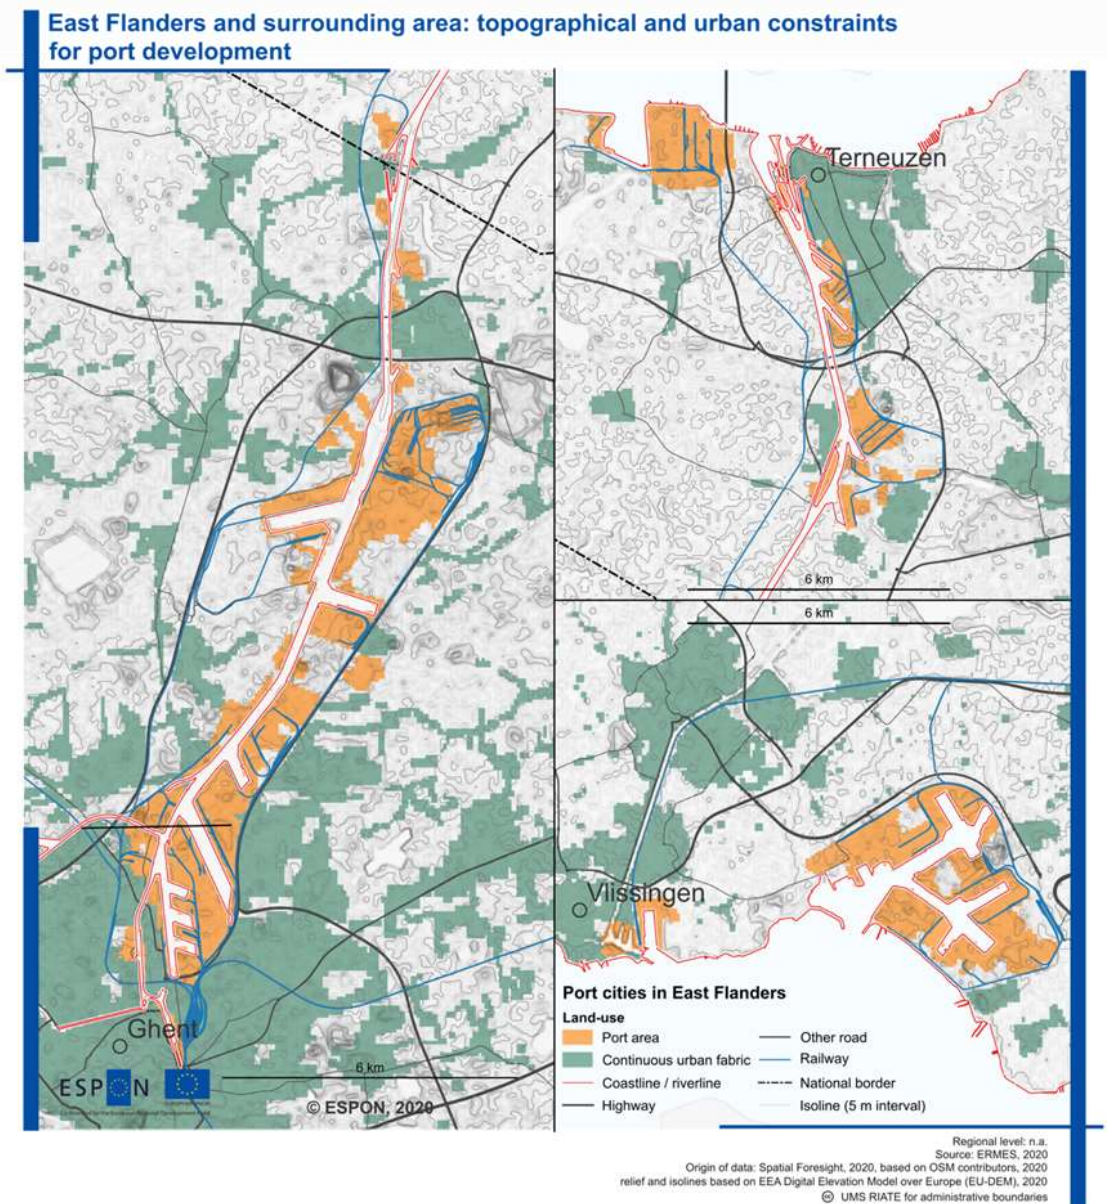 East Flanders and surrounding area: topographical and urban constraints
for port development
Terneuzen
6 km
6 km
Vlissingen
Ghent
6 km
ESPON
© ESPON, 2020
Port cities in East Flanders
Land-use
Port area
Continuous urban fabric
Coastline / riverline
Highway
Other road
Railway
National border
Isoline (5 m interval)
Regional level: n.a.
Source: ERMES, 2020
Origin of data: Spatial Foresight, 2020, based on OSM contributors, 2020
relief and isolines based on EEA Digital Elevation Model over Europe (EU-DEM), 2020
cc UMS RIATE for administrative boundaries